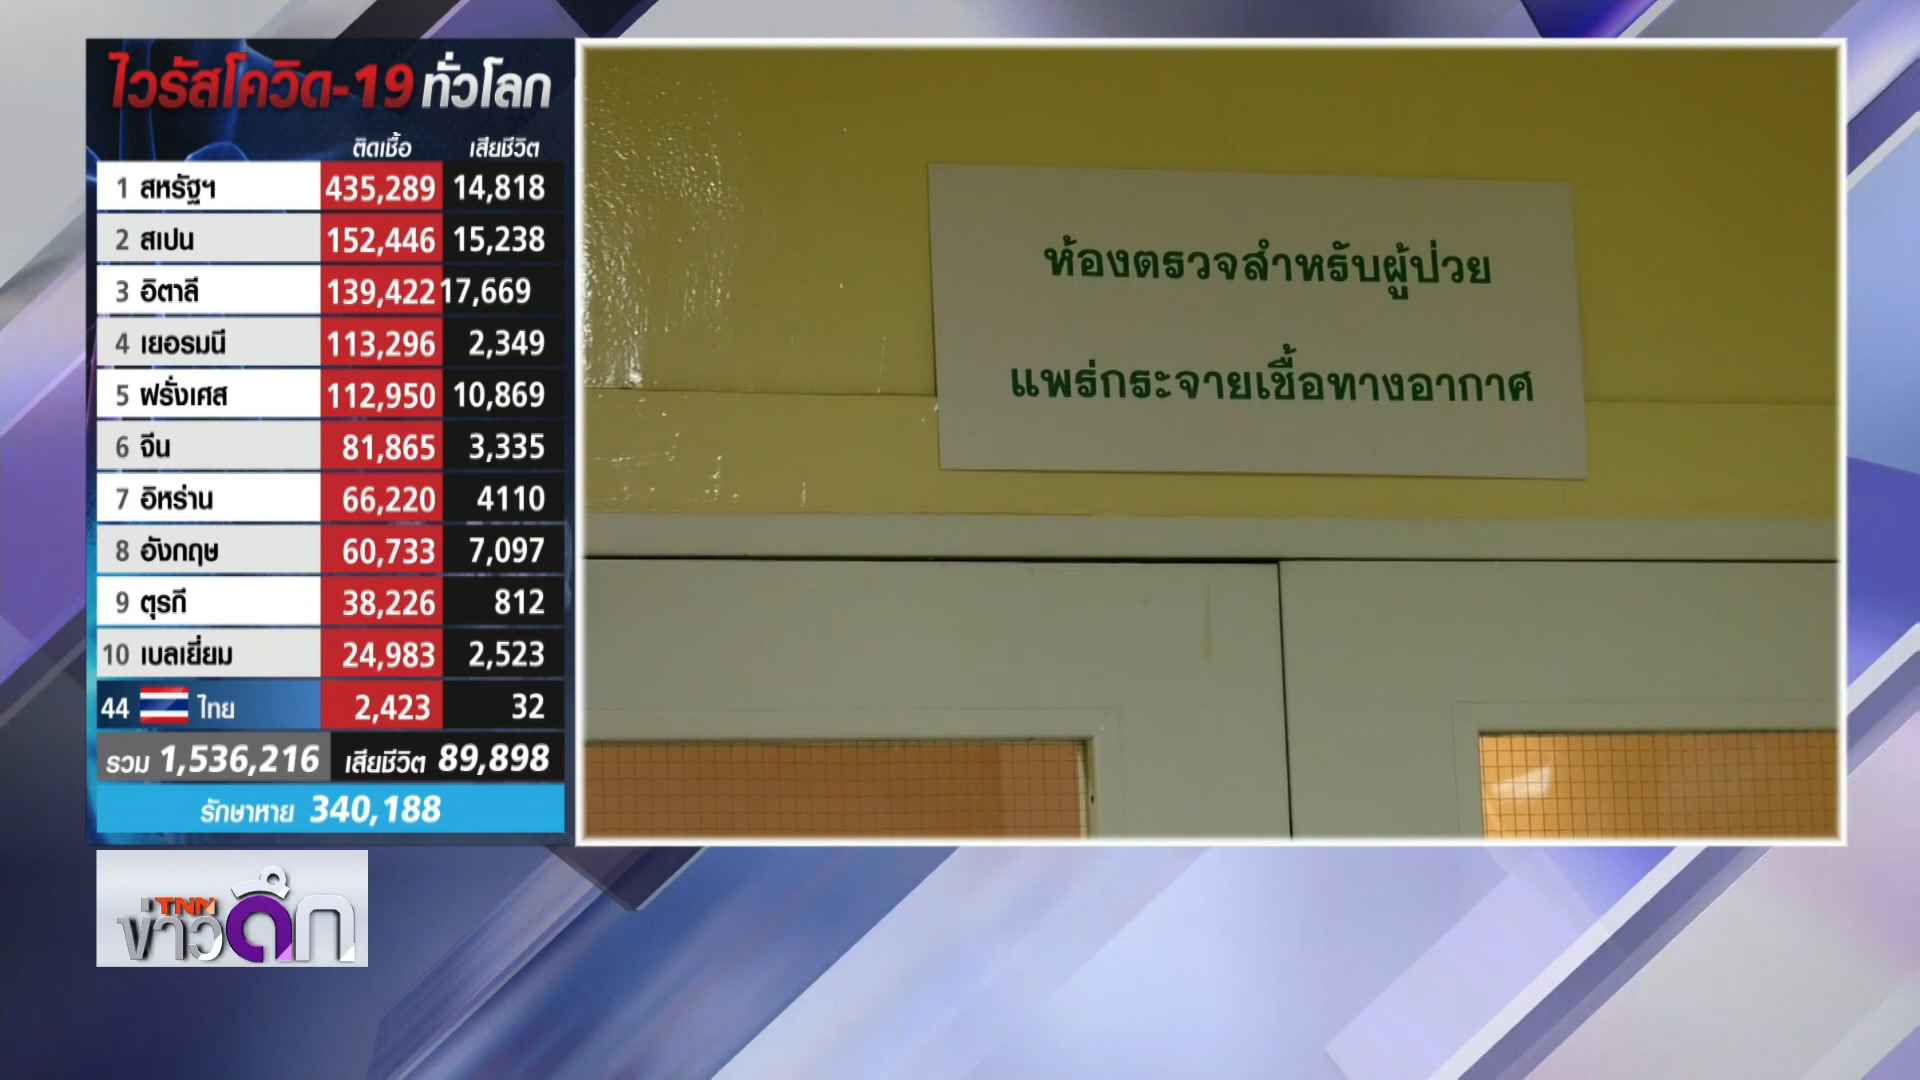 ไวรัสโควิด-19 ทั่วโลก
ติดเชื้อ เสียชีวิต
1 สหรัฐฯ 435,289 14,818
2 สเปน 152,446 15,238
3 อิตาลี 139,422 17,669
4 เยอรมนี 113,296 2,349
5 ฝรั่งเศส 112,950 10,869
6 จีน 81,865 3,335
7 อิหร่าน 66,220 4110
8 อังกฤษ 60,733 7,097
9 ตุรกี 38,226 812
10 เบลเยี่ยม 24,983 2,523
44 ไทย 2,423 32
รวม 1,536,216 เสียชีวิต 89,898
รักษาหาย 340,188
TNN
ข่าวดึก
ห้องตรวจสำหรับผู้ป่วย
แพร่กระจายเชื้อทางอากาศ